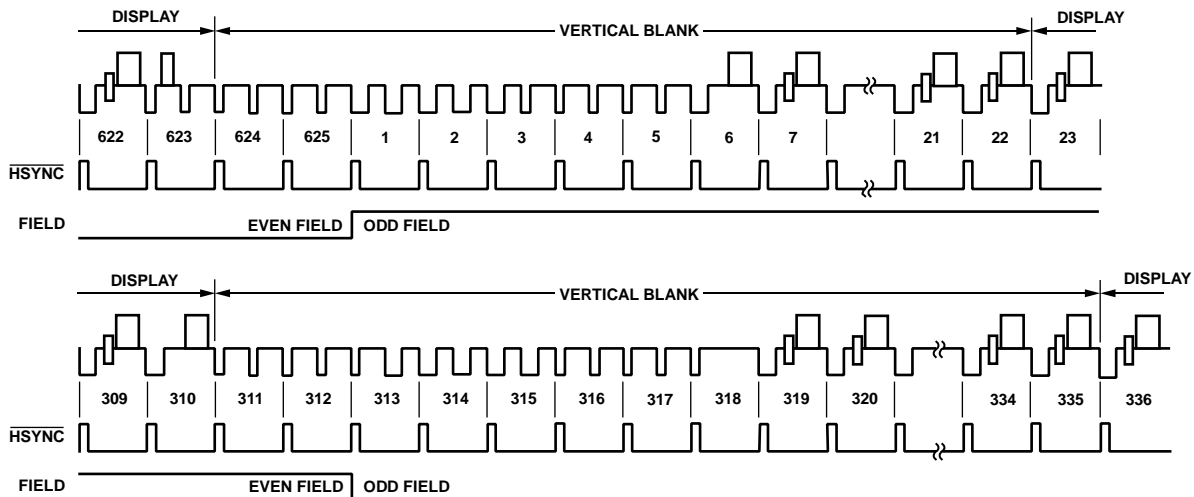 DISPLAY VERTICAL BLANK DISPLAY
622 623 624 625 1 2 3 4 5 6 7 21 22 23
HSYNC
FIELD EVEN FIELD ODD FIELD
DISPLAY VERTICAL BLANK DISPLAY
309 310 311 312 313 314 315 316 317 318 319 320 334 335 336
HSYNC
FIELD EVEN FIELD ODD FIELD